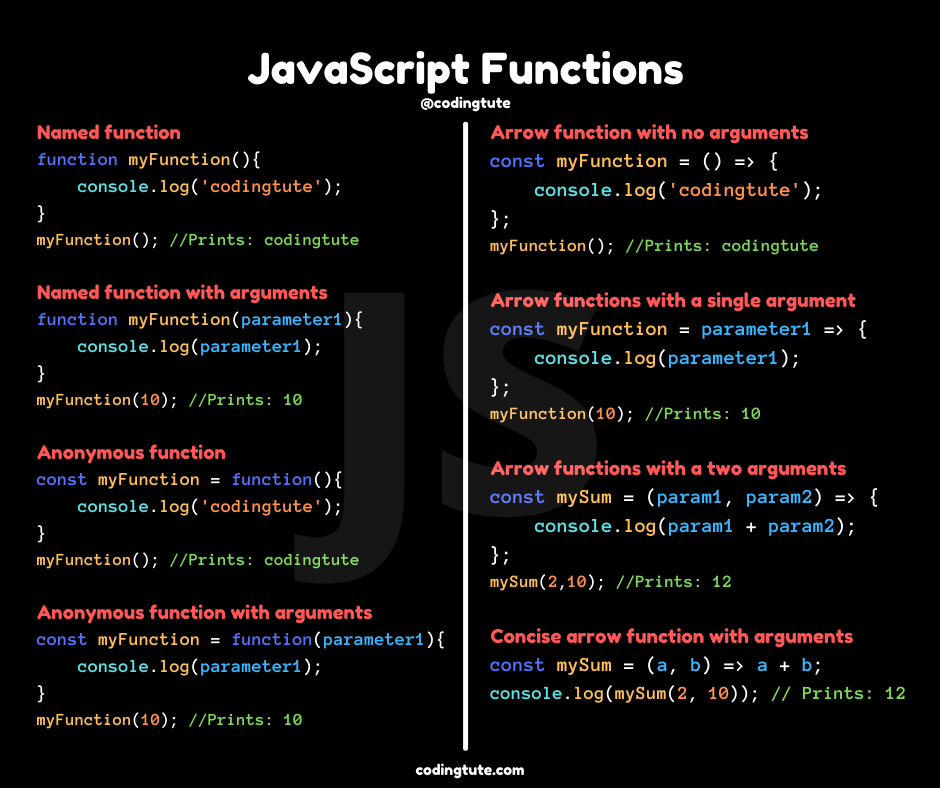 JavaScript Functions
@codingtute
Named function
function myFunction(){
    console.log('codingtute');
}
myFunction(); //Prints: codingtute
Named function with arguments
function myFunction(parameter1){
    console.log(parameter1);
}
myFunction(10); //Prints: 10
Anonymous function
const myFunction = function(){
    console.log('codingtute');
}
myFunction(); //Prints: codingtute
Anonymous function with arguments
const myFunction = function(parameter1){
    console.log(parameter1);
}
myFunction(10); //Prints: 10
Arrow function with no arguments
const myFunction = () => {
    console.log('codingtute');
};
myFunction(); //Prints: codingtute
Arrow functions with a single argument
const myFunction = parameter1 => {
    console.log(parameter1);
};
myFunction(10); //Prints: 10
Arrow functions with a two arguments
const mySum = (param1, param2) => {
    console.log(param1 + param2);
};
mySum(2,10); //Prints: 12
Concise arrow function with arguments
const mySum = (a, b) => a + b;
console.log(mySum(2, 10)); // Prints: 12
JS
codingtute.com